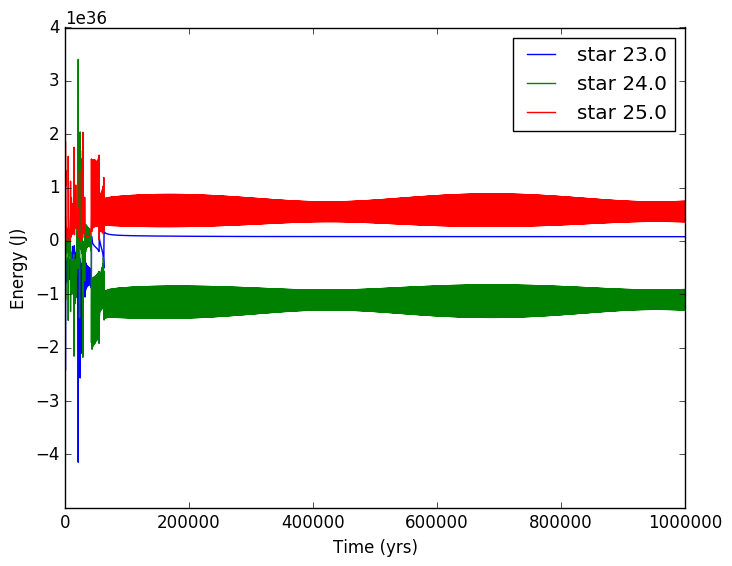 1e36
4
3
2
1
0
−1
−2
−3
−4
Energy (J)
star 23.0
star 24.0
star 25.0
0 200000 400000 600000 800000 1000000
Time (yrs)